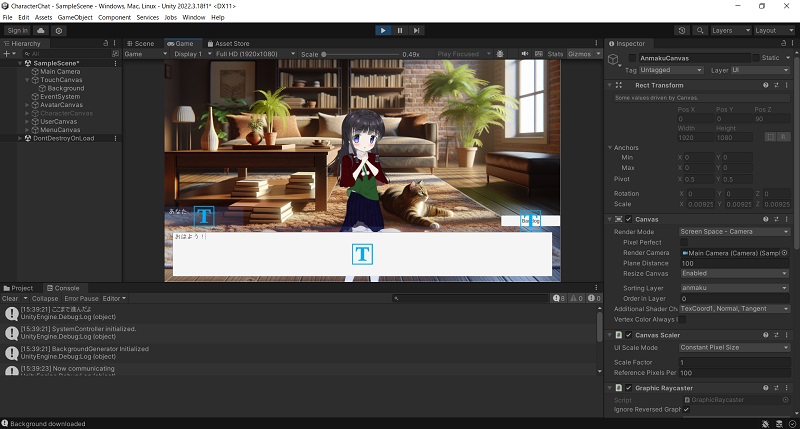 CharacterChat - SampleScene - Windows, Mac, Linux - Unity 2022.3.18f1* <DX11>
File Edit Assets GameObject Component Services Jobs Window Help
Sign in
Layers
Layout
Hierarchy
All
SampleScene*
Main Camera
TouchCanvas
Background
EventSystem
AvatarCanvas
CharacterCanvas
UserCanvas
MenuCanvas
DontDestroyOnLoad
Scene
Game
Asset Store
Game
Display 1
Full HD (1920x1080)
Scale
0.49x
Play Focused
Stats
Gizmos
あなた
T
T
おはよう！
T
Project
Console
Clear
Collapse
Error Pause
Editor
8
0
0
[15:39:21] ここまで進んだよ
UnityEngine.Debug:Log (object)
[15:39:21] SystemController initialized.
UnityEngine.Debug:Log (object)
[15:39:21] BackgroundGenerator Initialized
UnityEngine.Debug:Log (object)
[15:39:23] Now communicating
UnityEngine.Debug:Log (object)
Background downloaded
Inspector
AnmakuCanvas
Static
Tag Untagged
Layer UI
Rect Transform
Some values driven by Canvas.
Pos X Pos Y Pos Z
0 0 90
Width Height
1920 1080
R
Anchors
Min X 0 Y 0
Max X 0 Y 0
Pivot X 0.5 Y 0.5
Rotation X 0 Y 0 Z 0
Scale X 0.00925 Y 0.00925 Z 0.00925
Canvas
Render Mode Screen Space - Camera
Pixel Perfect
Render Camera Main Camera (Camera) (Sampl
Plane Distance 100
Resize Canvas Enabled
Sorting Layer anmaku
Order in Layer 0
Additional Shader Ch TexCoord1, Normal, Tangent
Vertex Color Always I
Canvas Scaler
UI Scale Mode Constant Pixel Size
Scale Factor 1
Reference Pixels Per 100
Graphic Raycaster
Script GraphicRaycaster
Ignore Reversed Graph